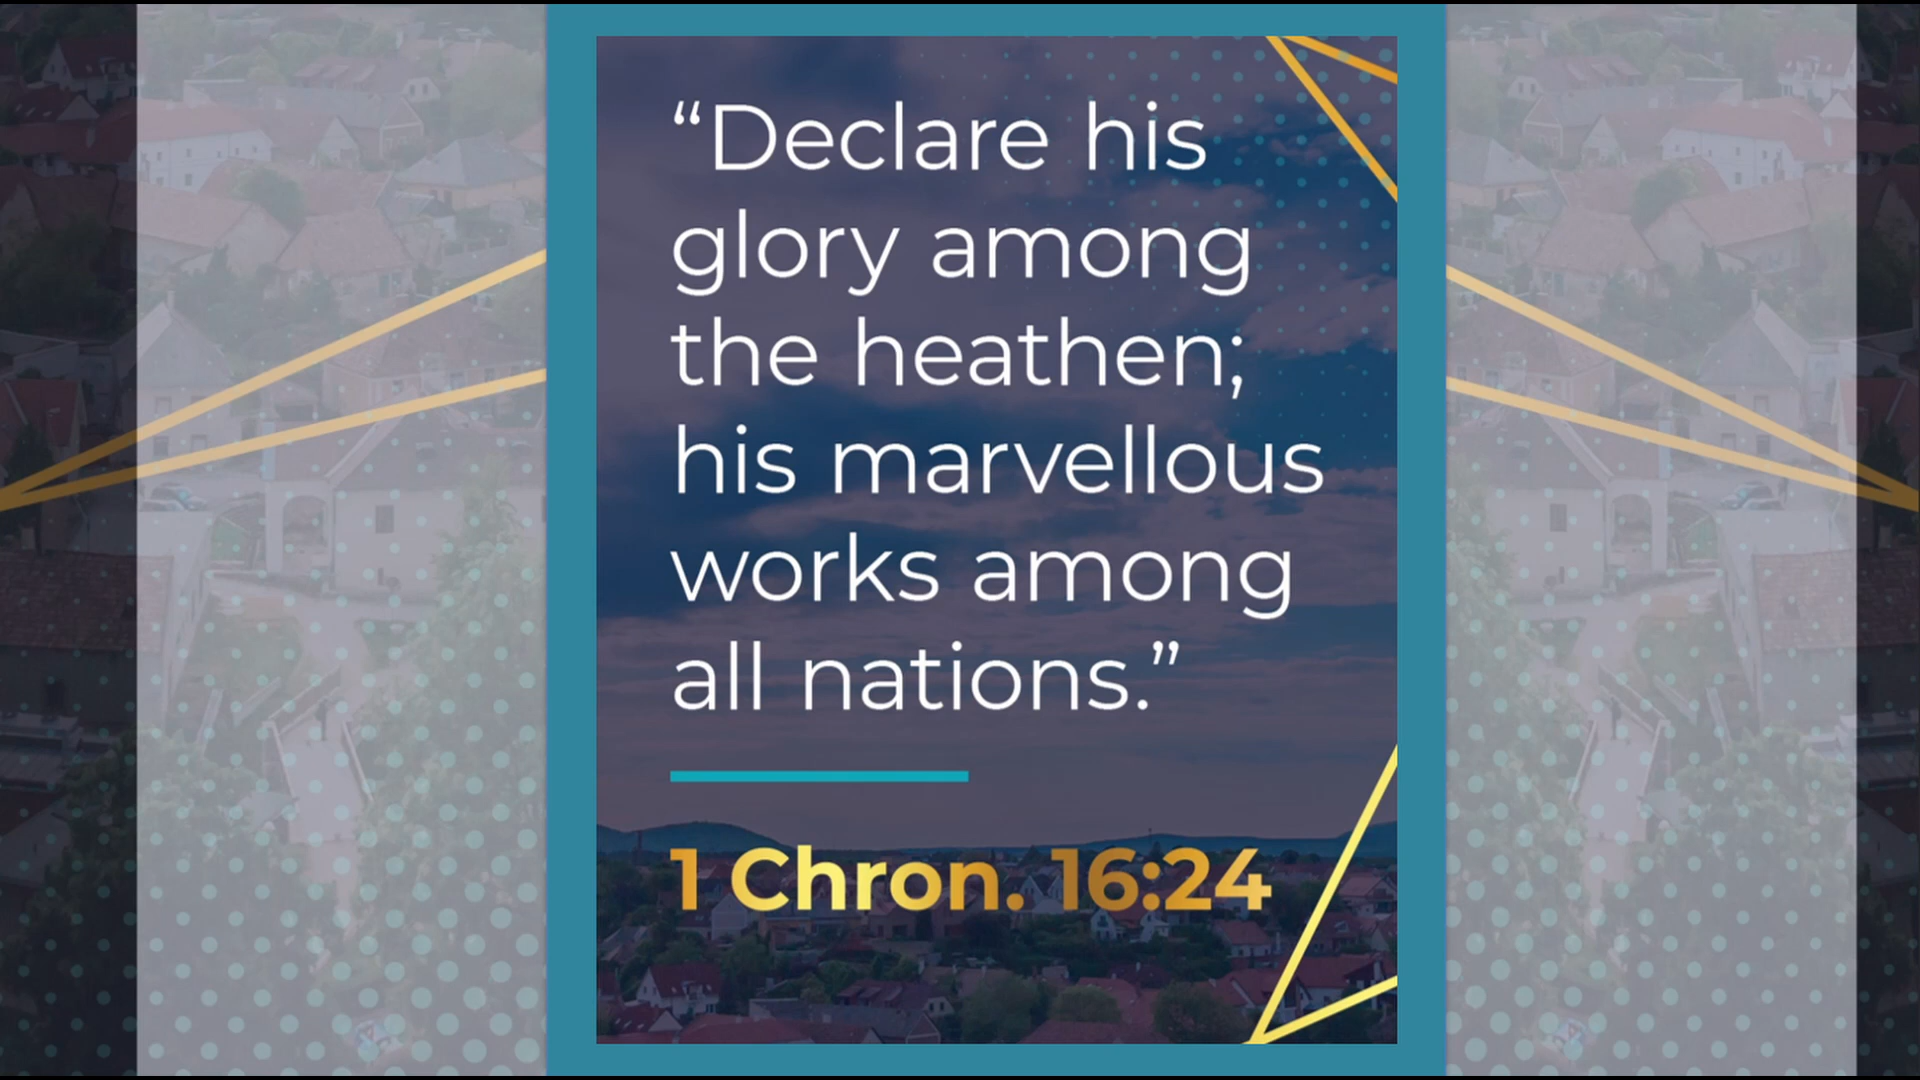 “Declare his
glory among
the heathen;
his marvellous
works among
all nations.”
1 Chron. 16:24